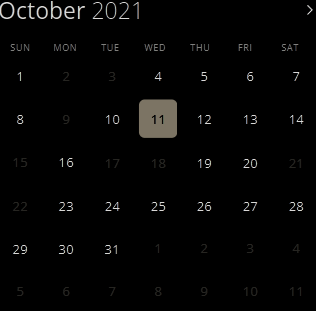 October 2021
SUN MON TUE WED THU FRI SAT
1 2 3 4 5 6 7
8 9 10 11 12 13 14
15 16 17 18 19 20 21
22 23 24 25 26 27 28
29 30 31 1 2 3 4
5 6 7 8 9 10 11